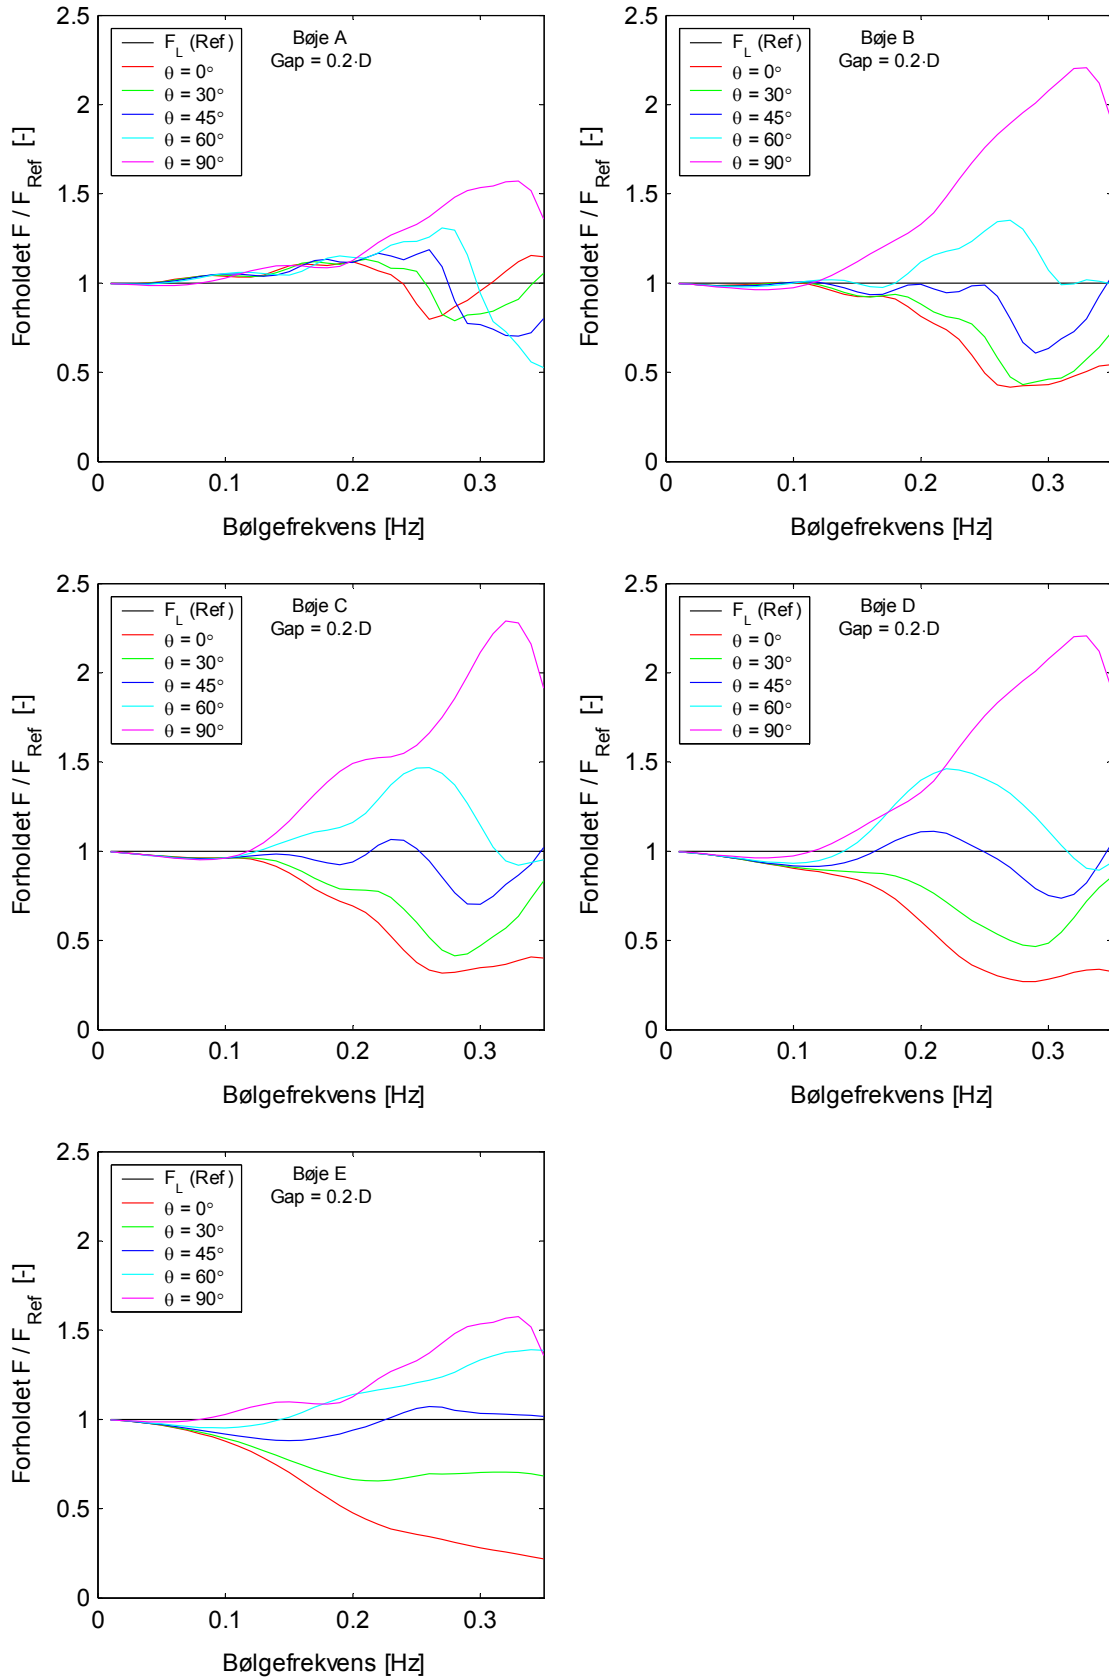 2.5
2
1.5
1
0.5
0
0
0.1
0.2
0.3
Forholdet F / F_Ref [-]
Bølgefrekvens [Hz]
Bøje A
Gap = 0.2·D
F_L (Ref)
θ = 0°
θ = 30°
θ = 45°
θ = 60°
θ = 90°
2.5
2
1.5
1
0.5
0
0
0.1
0.2
0.3
Forholdet F / F_Ref [-]
Bølgefrekvens [Hz]
Bøje B
Gap = 0.2·D
F_L (Ref)
θ = 0°
θ = 30°
θ = 45°
θ = 60°
θ = 90°
2.5
2
1.5
1
0.5
0
0
0.1
0.2
0.3
Forholdet F / F_Ref [-]
Bølgefrekvens [Hz]
Bøje C
Gap = 0.2·D
F_L (Ref)
θ = 0°
θ = 30°
θ = 45°
θ = 60°
θ = 90°
2.5
2
1.5
1
0.5
0
0
0.1
0.2
0.3
Forholdet F / F_Ref [-]
Bølgefrekvens [Hz]
Bøje D
Gap = 0.2·D
F_L (Ref)
θ = 0°
θ = 30°
θ = 45°
θ = 60°
θ = 90°
2.5
2
1.5
1
0.5
0
0
0.1
0.2
0.3
Forholdet F / F_Ref [-]
Bølgefrekvens [Hz]
Bøje E
Gap = 0.2·D
F_L (Ref)
θ = 0°
θ = 30°
θ = 45°
θ = 60°
θ = 90°